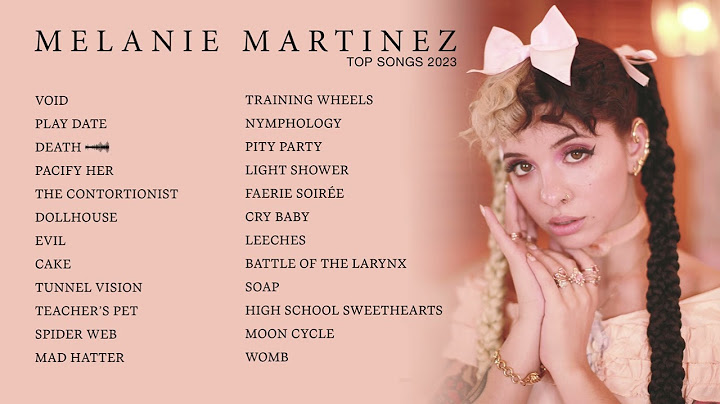 MELANIE MARTINEZ
TOP SONGS 2023
VOID
PLAY DATE
DEATH
PACIFY HER
THE CONTORTIONIST
DOLLHOUSE
EVIL
CAKE
TUNNEL VISION
TEACHER'S PET
SPIDER WEB
MAD HATTER
TRAINING WHEELS
NYMPHOLOGY
PITY PARTY
LIGHT SHOWER
FAERIE SOIRÉE
CRY BABY
LEECHES
BATTLE OF THE LARYNX
SOAP
HIGH SCHOOL SWEETHEARTS
MOON CYCLE
WOMB